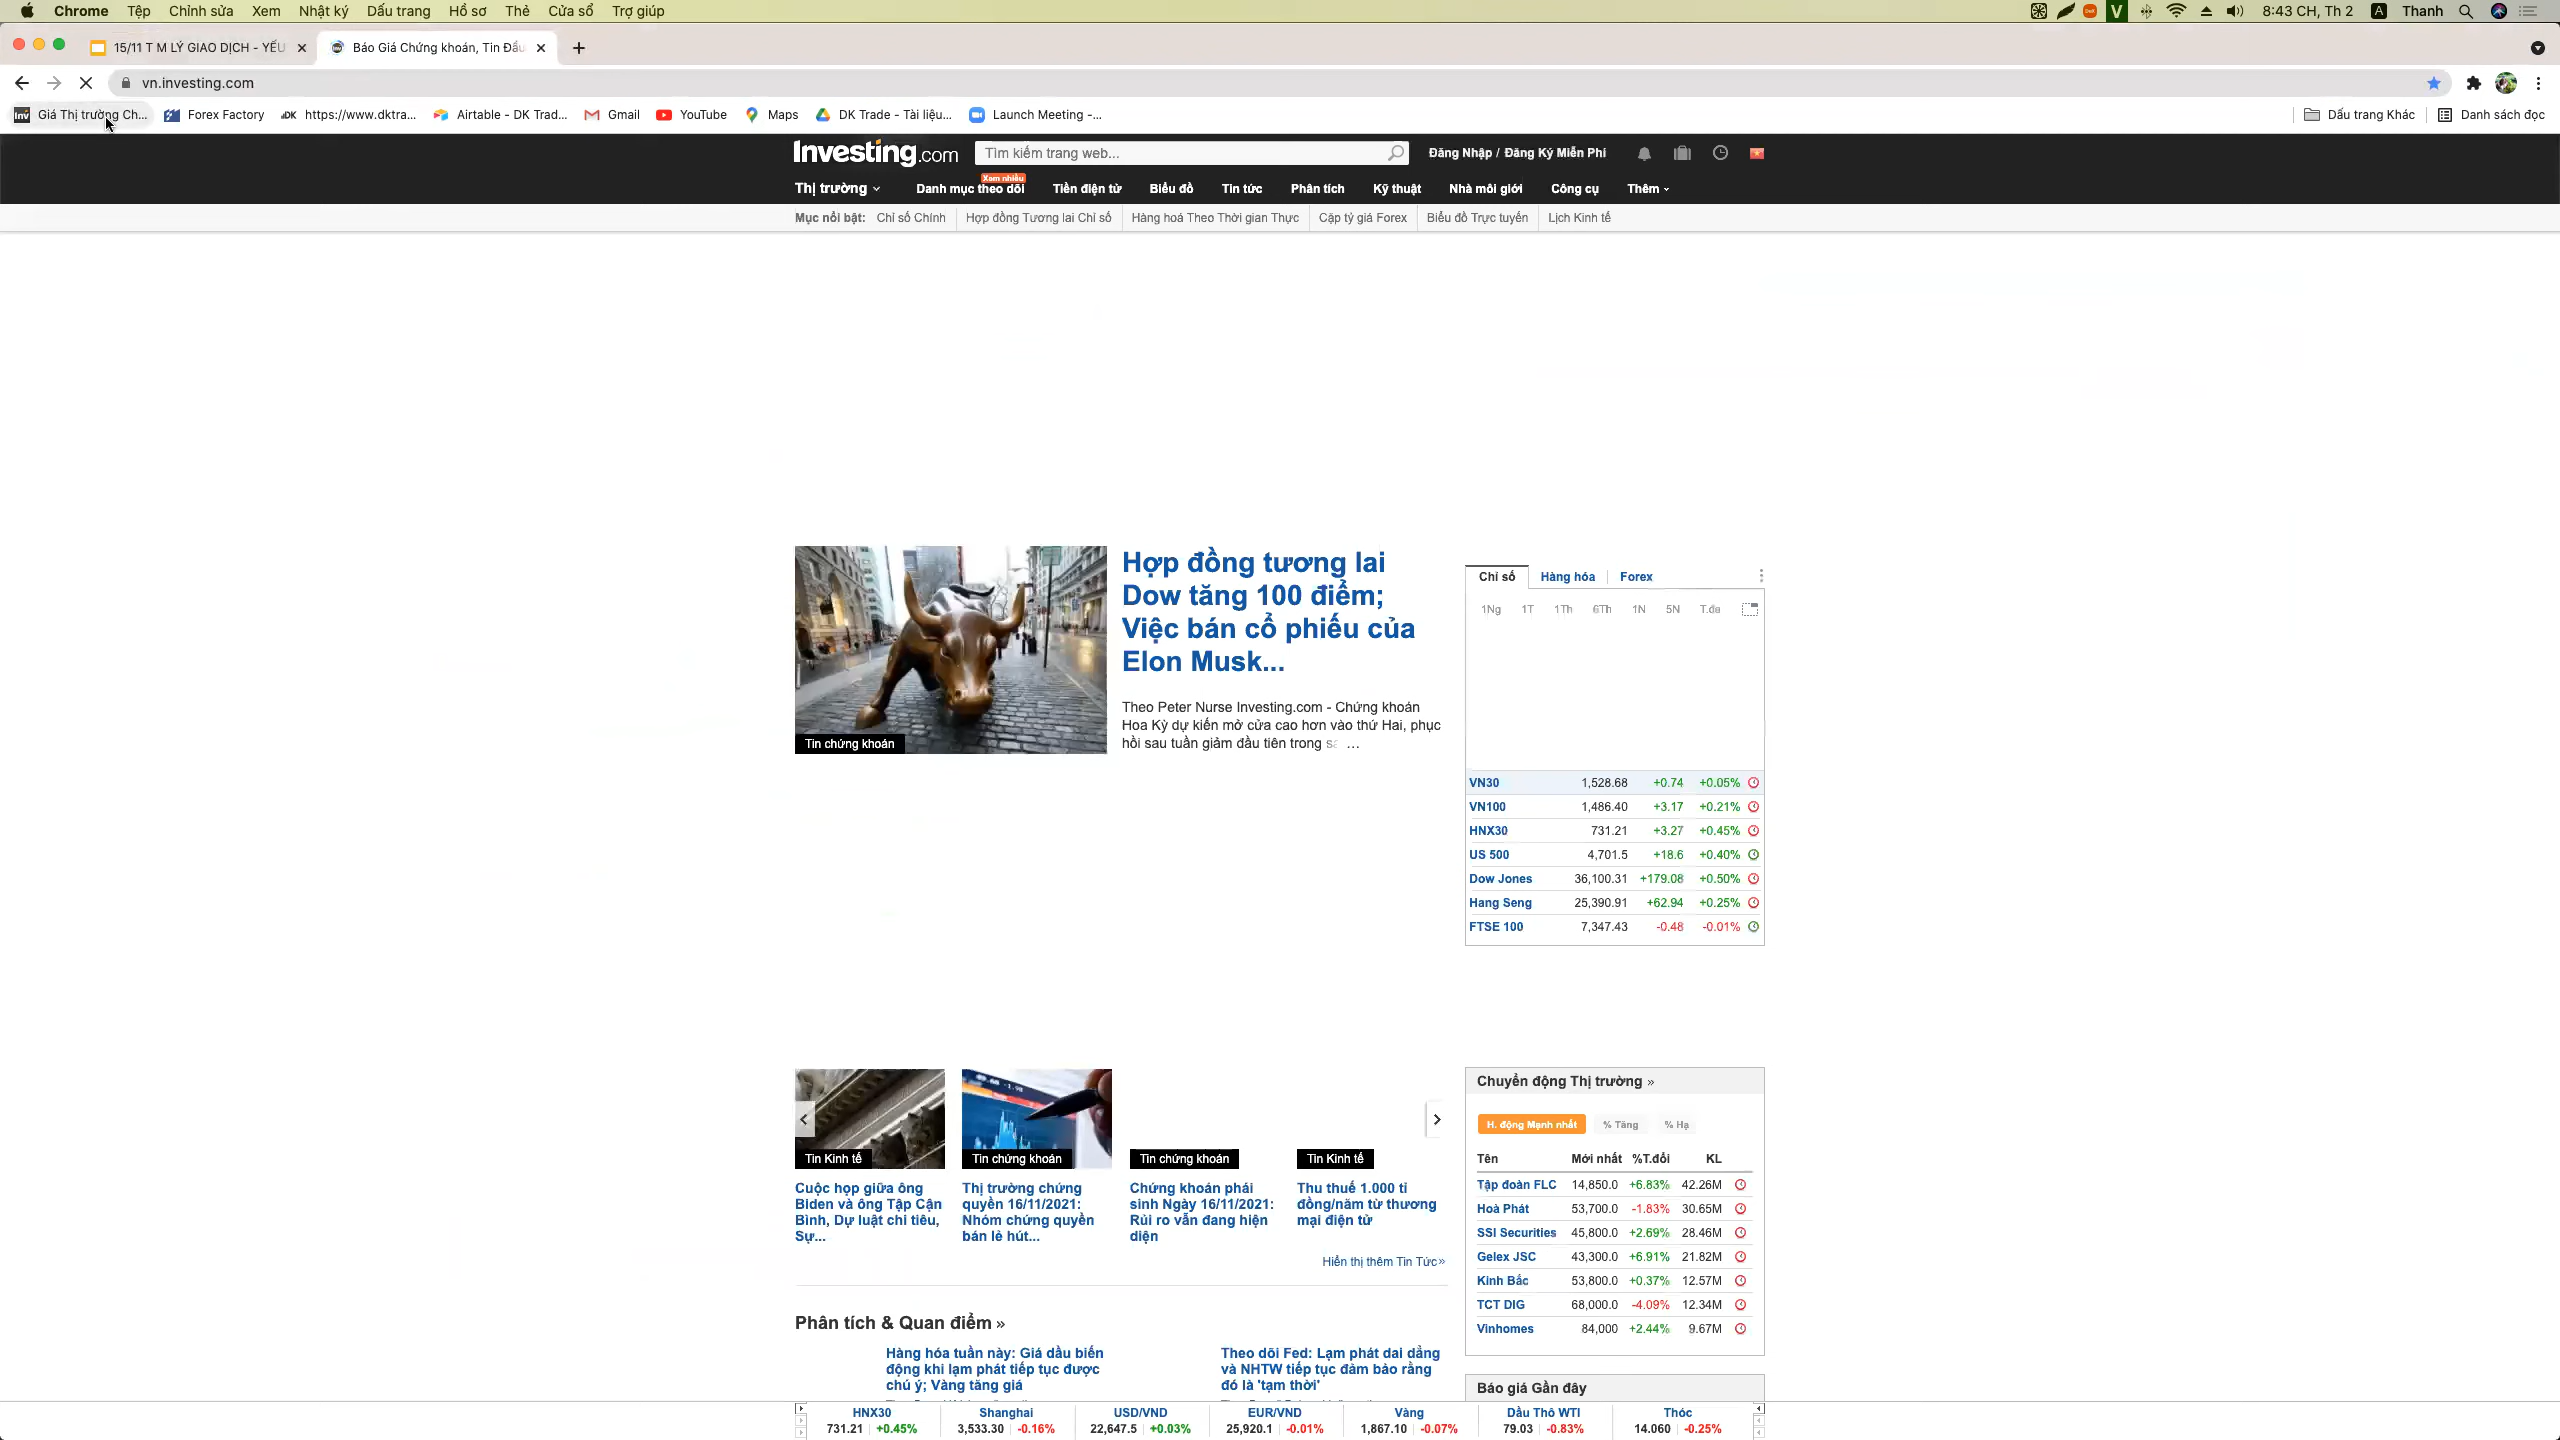 Chrome Tệp Chỉnh sửa Xem Nhật ký Dấu trang Hồ sơ Thẻ Cửa sổ Trợ giúp 8:43 CH, Th 2 A Thanh
15/11 T M LÝ GIAO DỊCH - YẾU Báo Giá Chứng khoán, Tin Đầu
vn.investing.com
Inv Giá Thị trường Ch... Forex Factory DK https://www.dktra... Airtable - DK Trad... Gmail YouTube Maps DK Trade - Tài liệu... Launch Meeting -... Dấu trang Khác Danh sách đọc
Investing.com Tìm kiếm trang web... Đăng Nhập / Đăng Ký Miễn Phí
Xem nhiều
Thị trường Danh mục theo dõi Tiền điện tử Biểu đồ Tin tức Phân tích Kỹ thuật Nhà môi giới Công cụ Thêm
Mục nổi bật: Chỉ số Chính Hợp đồng Tương lai Chỉ số Hàng hoá Theo Thời gian Thực Cặp tỷ giá Forex Biểu đồ Trực tuyến Lịch Kinh tế
Hợp đồng tương lai
Dow tăng 100 điểm;
Việc bán cổ phiếu của
Elon Musk...
Theo Peter Nurse Investing.com - Chứng khoán
Hoa Kỳ dự kiến mở cửa cao hơn vào thứ Hai, phục
hồi sau tuần giảm đầu tiên trong ...
Tin chứng khoán
Chỉ số Hàng hóa Forex
1Ng 1T 1Th 6Th 1N 5N T.đa
VN30 1,528.68 +0.74 +0.05%
VN100 1,486.40 +3.17 +0.21%
HNX30 731.21 +3.27 +0.45%
US 500 4,701.5 +18.6 +0.40%
Dow Jones 36,100.31 +179.08 +0.50%
Hang Seng 25,390.91 +62.94 +0.25%
FTSE 100 7,347.43 -0.48 -0.01%
Tin Kinh tế
Cuộc họp giữa ông
Biden và ông Tập Cận
Bình, Dự luật chi tiêu,
Sự...
Tin chứng khoán
Thị trường chứng
quyền 16/11/2021:
Nhóm chứng quyền
bán lẻ hút...
Tin chứng khoán
Chứng khoán phái
sinh Ngày 16/11/2021:
Rủi ro vẫn đang hiện
diện
Tin Kinh tế
Thu thuế 1.000 tỉ
đồng/năm từ thương
mại điện tử
Hiển thị thêm Tin Tức»
Chuyển động Thị trường »
H. động Mạnh nhất % Tăng % Hạ
Tên Mới nhất %T.đổi KL
Tập đoàn FLC 14,850.0 +6.83% 42.26M
Hoà Phát 53,700.0 -1.83% 30.65M
SSI Securities 45,800.0 +2.69% 28.46M
Gelex JSC 43,300.0 +6.91% 21.82M
Kinh Bắc 53,800.0 +0.37% 12.57M
TCT DIG 68,000.0 -4.09% 12.34M
Vinhomes 84,000 +2.44% 9.67M
Phân tích & Quan điểm »
Hàng hóa tuần này: Giá dầu biến
động khi lạm phát tiếp tục được
chú ý; Vàng tăng giá
Theo dõi Fed: Lạm phát dai dẳng
và NHTW tiếp tục đảm bảo rằng
đó là 'tạm thời'
Báo giá Gần đây
HNX30 Shanghai USD/VND EUR/VND Vàng Dầu Thô WTI Thóc
731.21 +0.45% 3,533.30 -0.16% 22,647.5 +0.03% 25,920.1 -0.01% 1,867.10 -0.07% 79.03 -0.83% 14.060 -0.25%